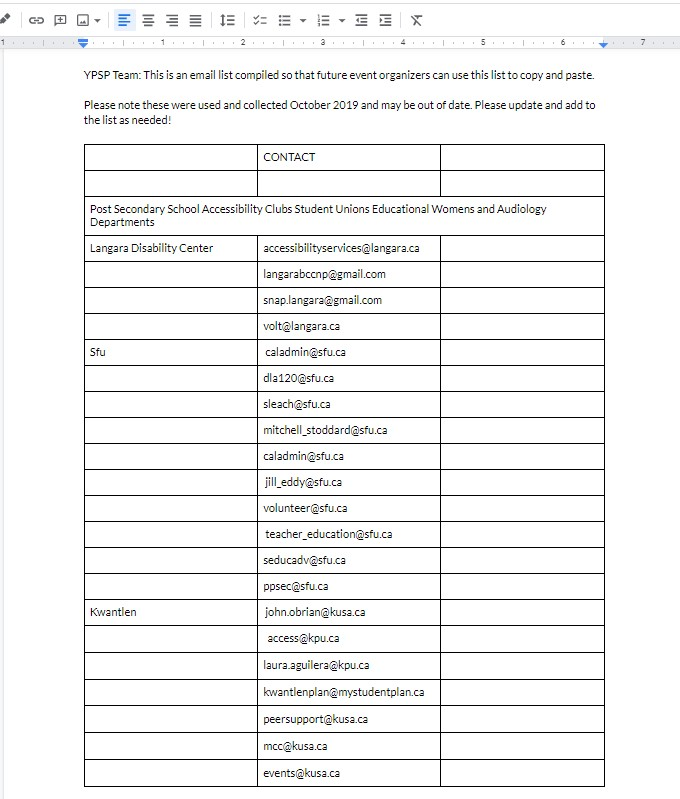 1 1 2 3 4 5 6 7
YPSP Team: This is an email list compiled so that future event organizers can use this list to copy and paste.
Please note these were used and collected October 2019 and may be out of date. Please update and add to
the list as needed!
CONTACT
Post Secondary School Accessibility Clubs Student Unions Educational Womens and Audiology
Departments
Langara Disability Center accessibilityservices@langara.ca
langarabccnp@gmail.com
snap.langara@gmail.com
volt@langara.ca
Sfu caladmin@sfu.ca
dla120@sfu.ca
sleach@sfu.ca
mitchell_stoddard@sfu.ca
caladmin@sfu.ca
jill_eddy@sfu.ca
volunteer@sfu.ca
teacher_education@sfu.ca
seducadv@sfu.ca
ppsec@sfu.ca
Kwantlen john.obrian@kusa.ca
access@kpu.ca
laura.aguilera@kpu.ca
kwantlenplan@mystudentplan.ca
peersupport@kusa.ca
mcc@kusa.ca
events@kusa.ca